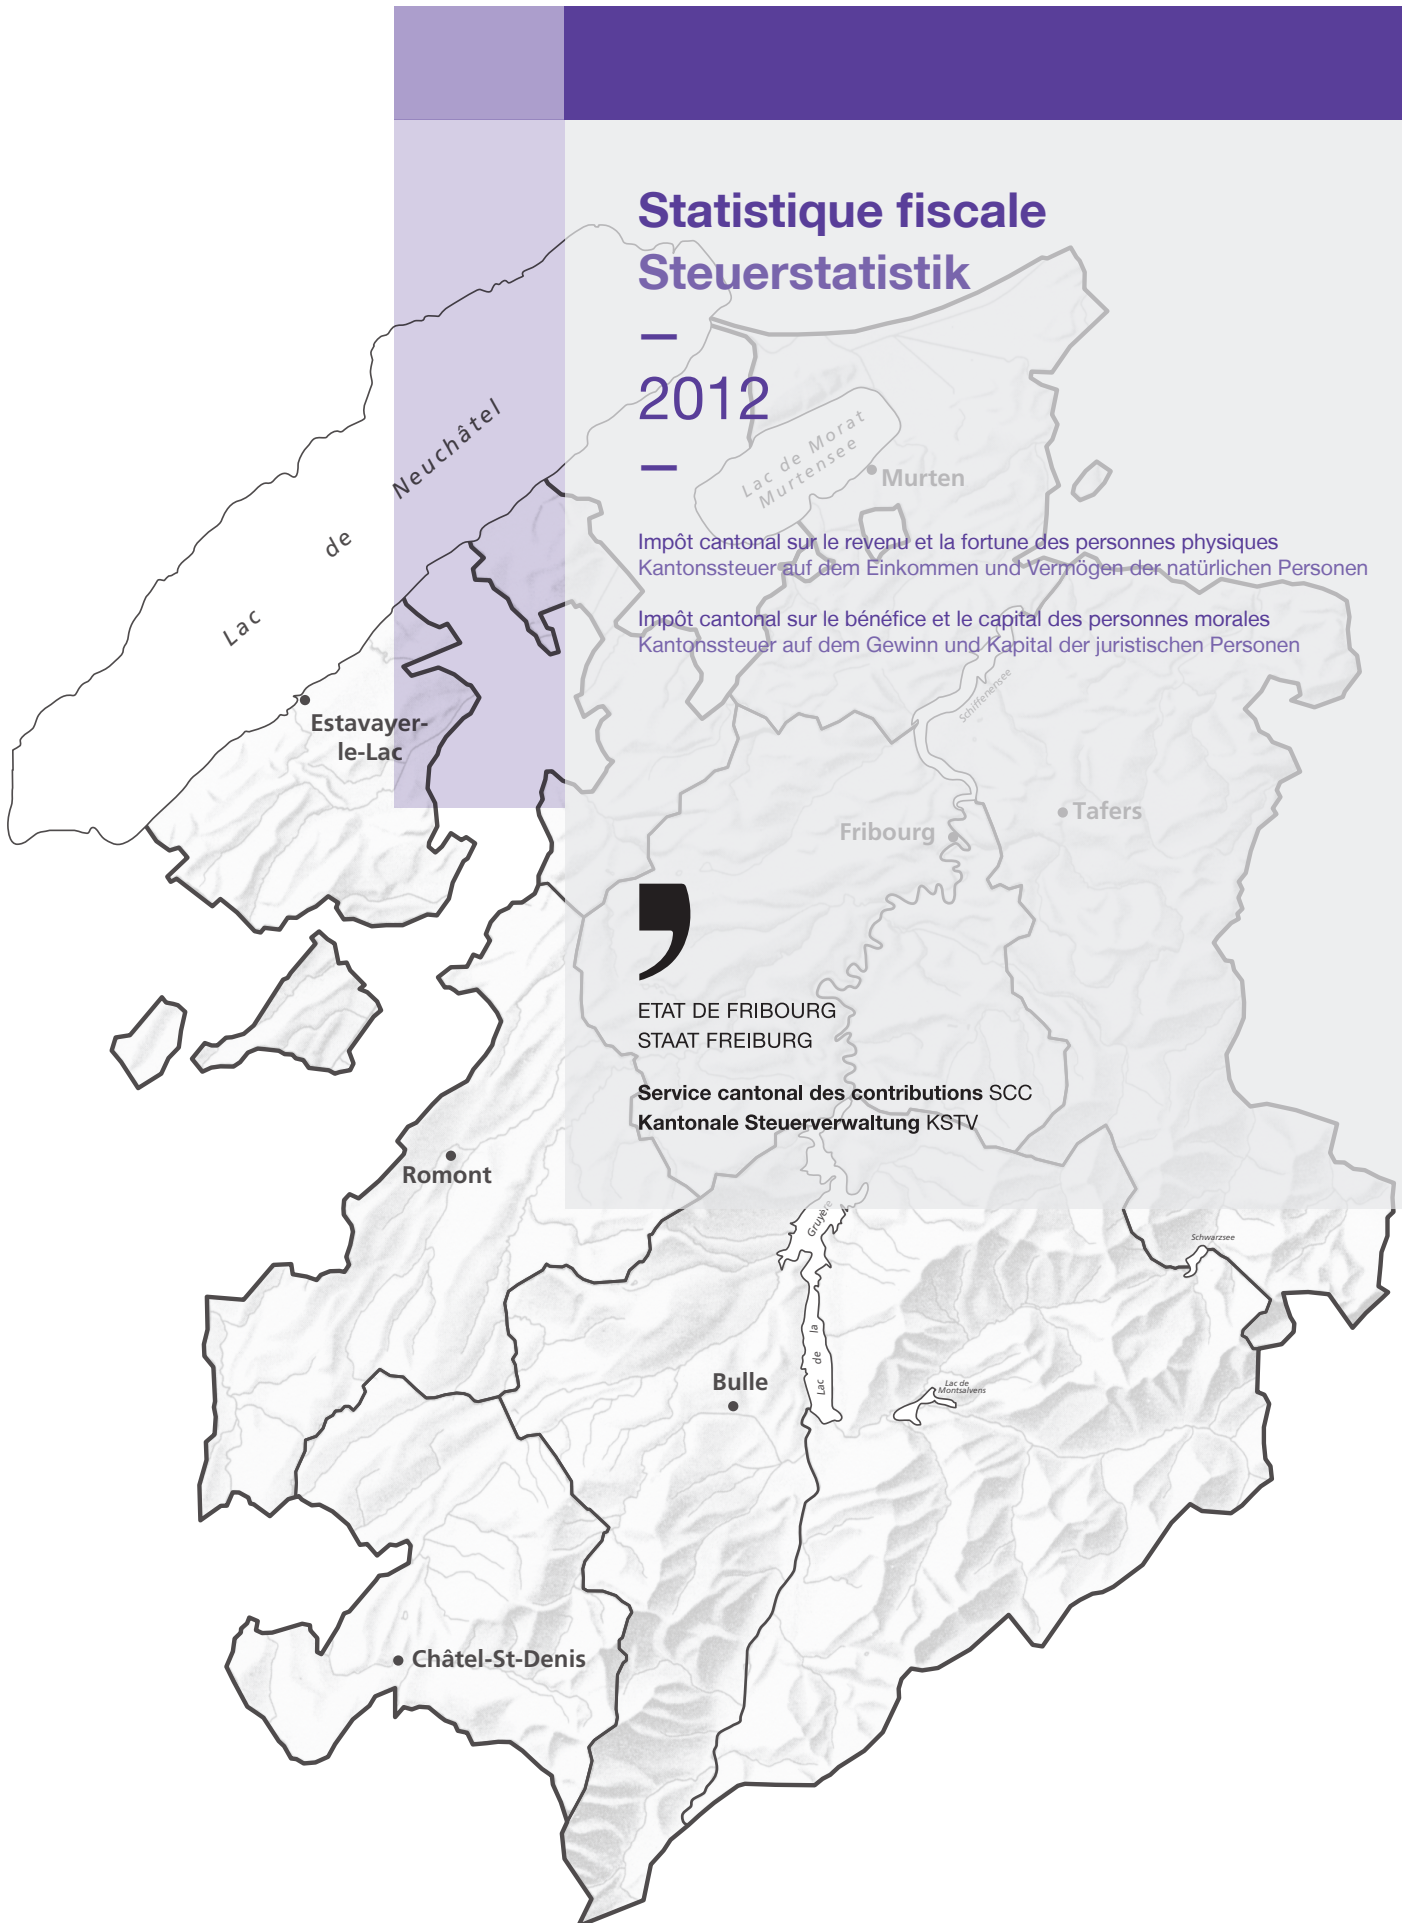 Statistique fiscale
Steuerstatistik
—
2012
—
Impôt cantonal sur le revenu et la fortune des personnes physiques
Kantonssteuer auf dem Einkommen und Vermögen der natürlichen Personen
Impôt cantonal sur le bénéfice et le capital des personnes morales
Kantonssteuer auf dem Gewinn und Kapital der juristischen Personen
ETAT DE FRIBOURG
STAAT FREIBURG
Service cantonal des contributions SCC
Kantonale Steuerverwaltung KSTV
Lac de Neuchâtel
Lac de Morat
Murtensee
Murten
Schiffenensee
Estavayer-
le-Lac
Tafers
Fribourg
Romont
Lac de la Gruyère
Schwarzsee
Bulle
Lac de
Montsalvens
Châtel-St-Denis